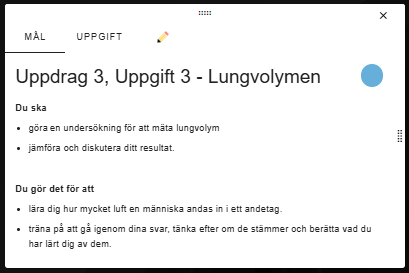 MÅL UPPGIFT
Uppdrag 3, Uppgift 3 - Lungvolymen
Du ska
• göra en undersökning för att mäta lungvolym
• jämföra och diskutera ditt resultat.
Du gör det för att
• lära dig hur mycket luft en människa andas in i ett andetag.
• träna på att gå igenom dina svar, tänka efter om de stämmer och berätta vad du
har lärt dig av dem.